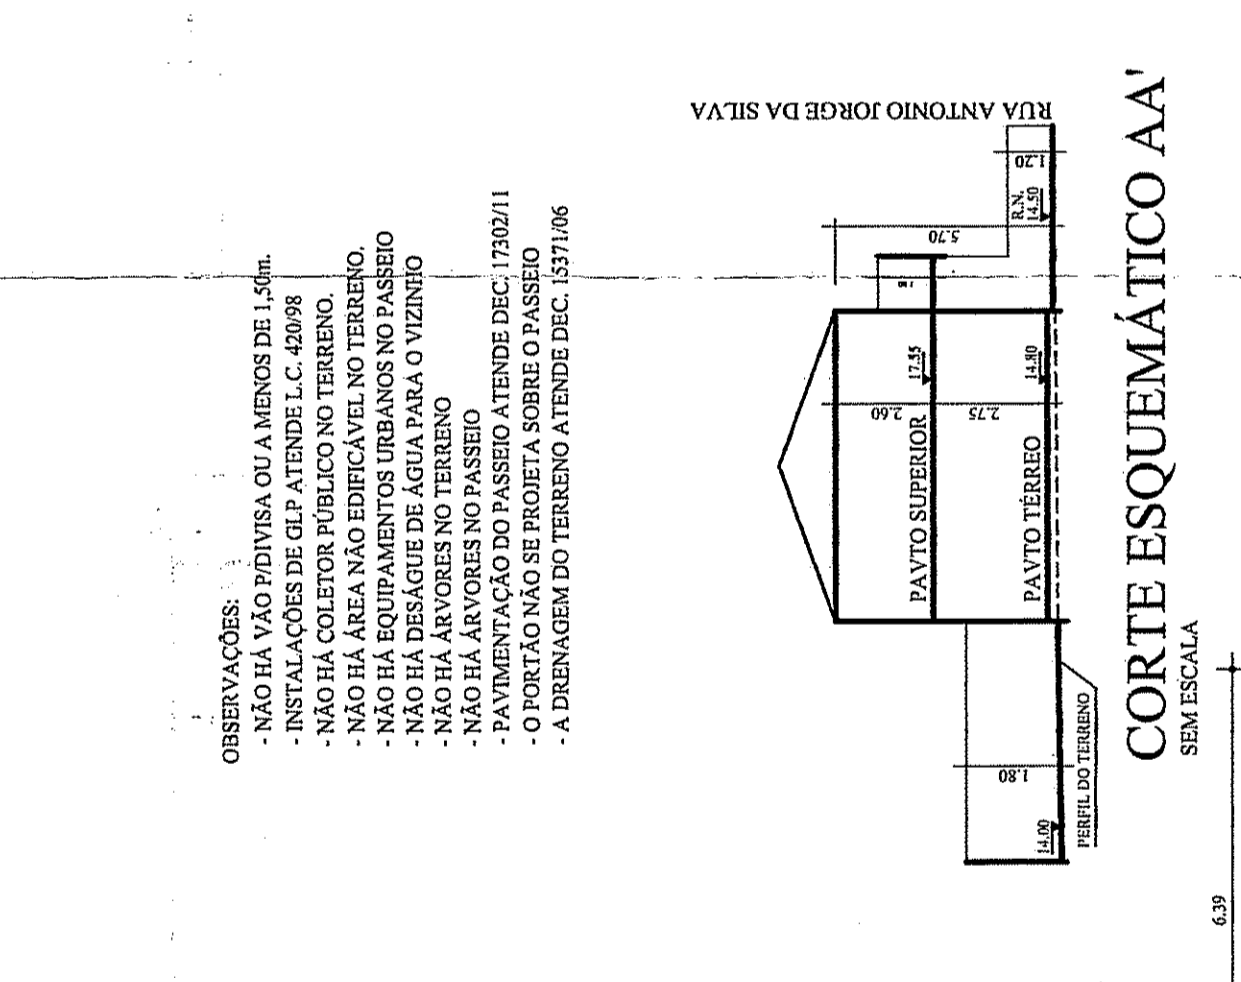 OBSERVAÇÕES:
- NÃO HÁ VÃO P/DIVISA OU A MENOS DE 1,50m.
- INSTALAÇÕES DE GLP ATENDE L.C. 420/98
- NÃO HÁ COLETOR PÚBLICO NO TERRENO.
- NÃO HÁ ÁREA NÃO EDIFICÁVEL NO TERRENO.
- NÃO HÁ EQUIPAMENTOS URBANOS NO PASSEIO
- NÃO HÁ DESÁGUE DE ÁGUA PARA O VIZINHO
- NÃO HÁ ÁRVORES NO TERRENO
- NÃO HÁ ÁRVORES NO PASSEIO
- PAVIMENTAÇÃO DO PASSEIO ATENDE DEC. 17302/11
- O PORTÃO NÃO SE PROJETA SOBRE O PASSEIO
- A DRENAGEM DO TERRENO ATENDE DEC. 15371/06
RUA ANTONIO JORGE DA SILVA
2.60
5.70
PAVTO SUPERIOR
17.55
2.75
1.80
1.20
R.N.
14.50
PAVTO TÉRREO
14.80
14.00
PERFIL DO TERRENO
CORTE ESQUEMÁTICO AA'
SEM ESCALA
6.39